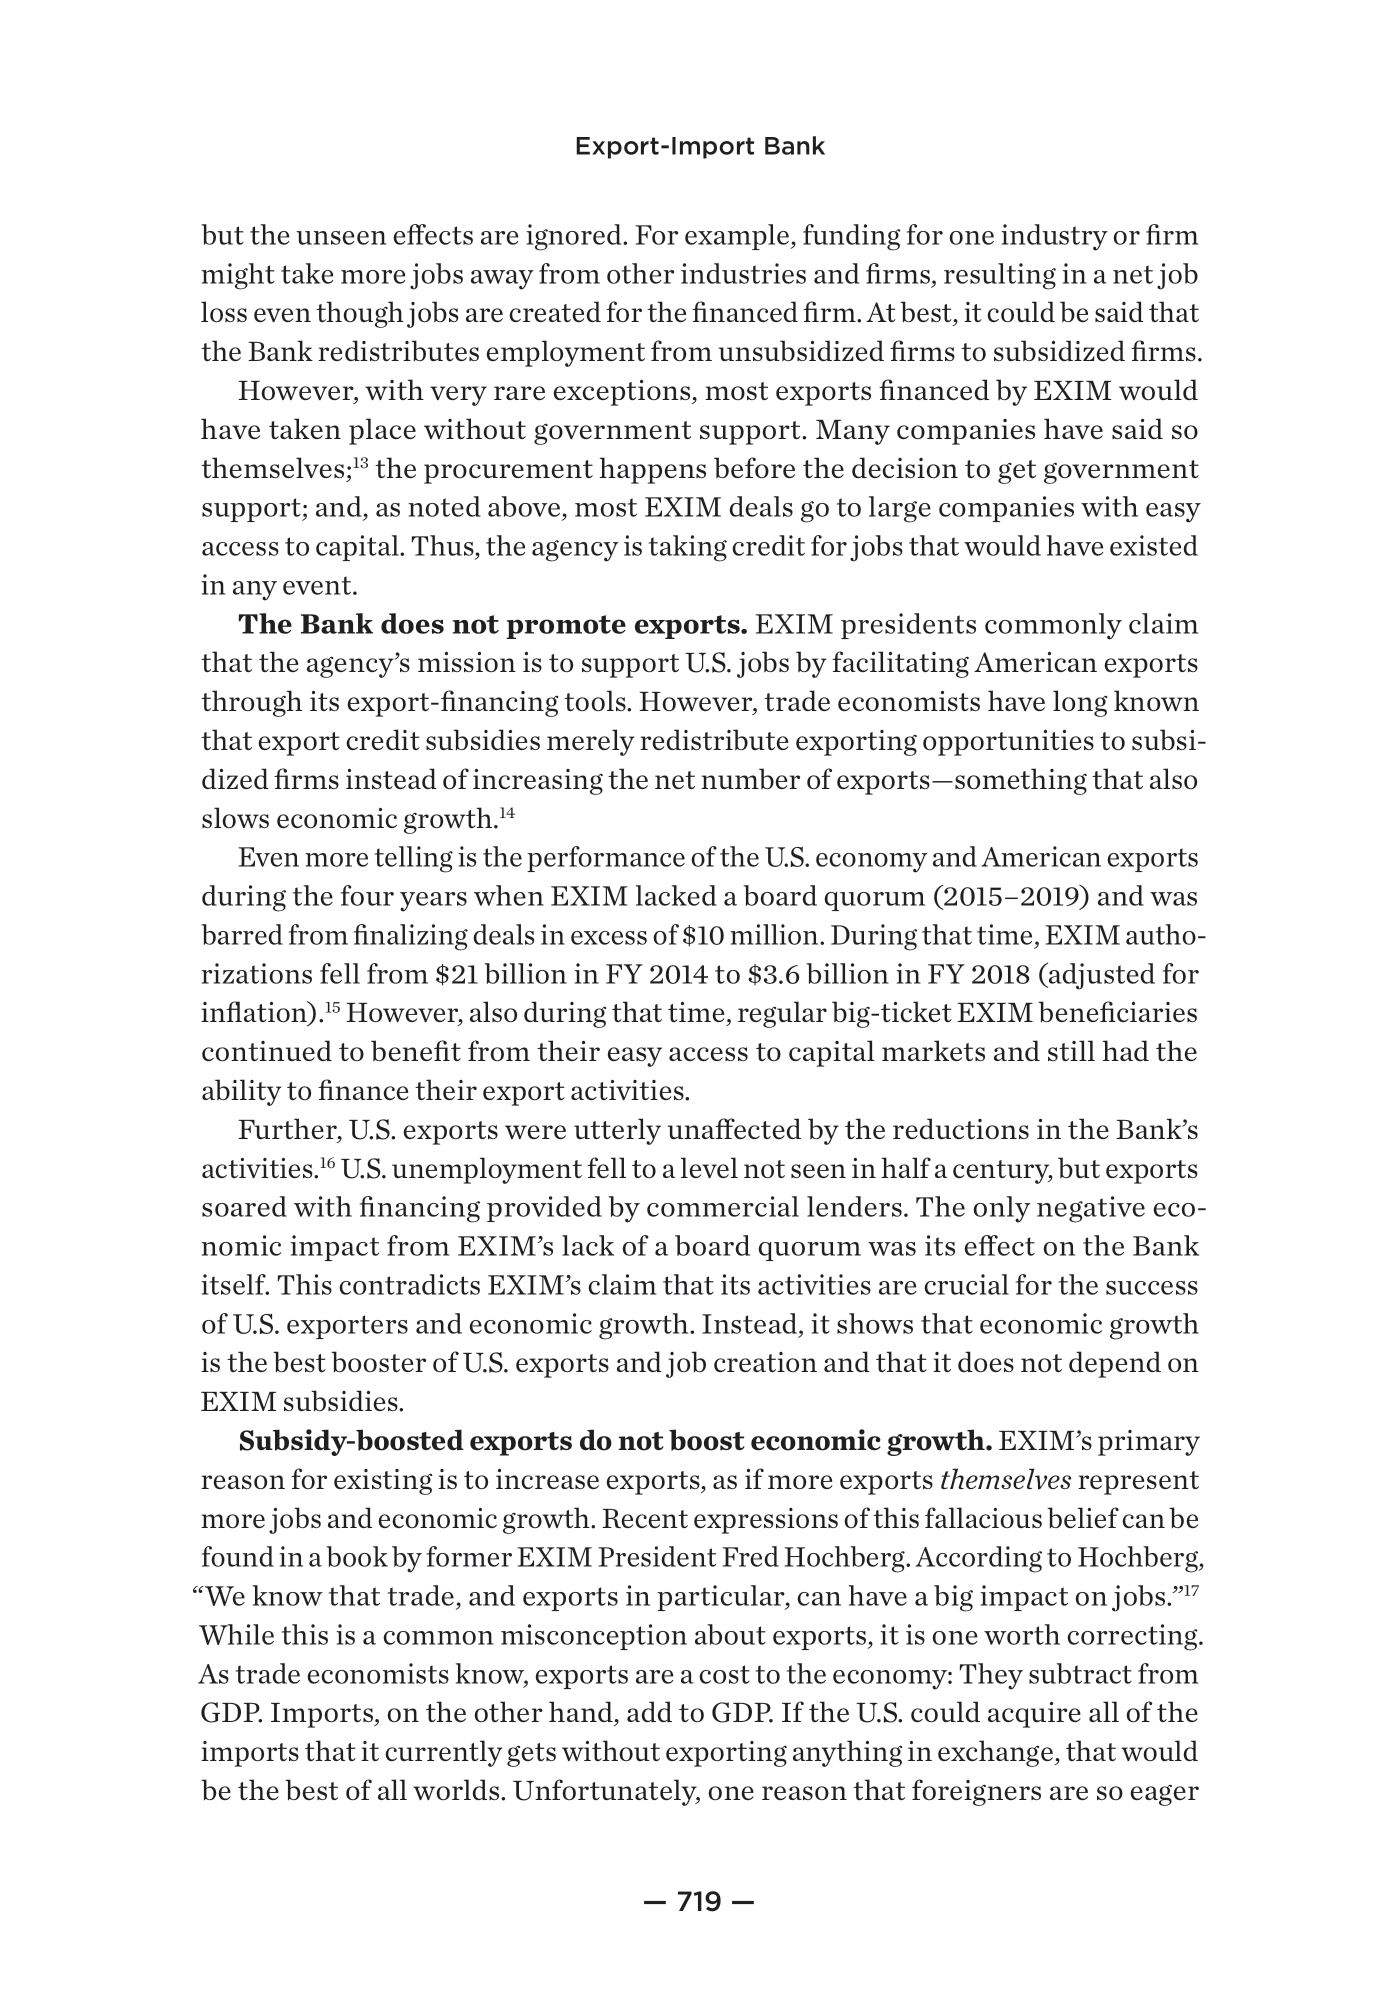 Export-Import Bank
but the unseen effects are ignored. For example, funding for one industry or firm
might take more jobs away from other industries and firms, resulting in a net job
loss even though jobs are created for the financed firm. At best, it could be said that
the Bank redistributes employment from unsubsidized firms to subsidized firms.
However, with very rare exceptions, most exports financed by EXIM would
have taken place without government support. Many companies have said so
themselves;13 the procurement happens before the decision to get government
support; and, as noted above, most EXIM deals go to large companies with easy
access to capital. Thus, the agency is taking credit for jobs that would have existed
in any event.
The Bank does not promote exports. EXIM presidents commonly claim
that the agency’s mission is to support U.S. jobs by facilitating American exports
through its export-financing tools. However, trade economists have long known
that export credit subsidies merely redistribute exporting opportunities to subsi-
dized firms instead of increasing the net number of exports—something that also
slows economic growth.14
Even more telling is the performance of the U.S. economy and American exports
during the four years when EXIM lacked a board quorum (2015–2019) and was
barred from finalizing deals in excess of $10 million. During that time, EXIM autho-
rizations fell from $21 billion in FY 2014 to $3.6 billion in FY 2018 (adjusted for
inflation).15 However, also during that time, regular big-ticket EXIM beneficiaries
continued to benefit from their easy access to capital markets and still had the
ability to finance their export activities.
Further, U.S. exports were utterly unaffected by the reductions in the Bank’s
activities.16 U.S. unemployment fell to a level not seen in half a century, but exports
soared with financing provided by commercial lenders. The only negative eco-
nomic impact from EXIM’s lack of a board quorum was its effect on the Bank
itself. This contradicts EXIM’s claim that its activities are crucial for the success
of U.S. exporters and economic growth. Instead, it shows that economic growth
is the best booster of U.S. exports and job creation and that it does not depend on
EXIM subsidies.
Subsidy-boosted exports do not boost economic growth. EXIM’s primary
reason for existing is to increase exports, as if more exports themselves represent
more jobs and economic growth. Recent expressions of this fallacious belief can be
found in a book by former EXIM President Fred Hochberg. According to Hochberg,
“We know that trade, and exports in particular, can have a big impact on jobs.”17
While this is a common misconception about exports, it is one worth correcting.
As trade economists know, exports are a cost to the economy: They subtract from
GDP. Imports, on the other hand, add to GDP. If the U.S. could acquire all of the
imports that it currently gets without exporting anything in exchange, that would
be the best of all worlds. Unfortunately, one reason that foreigners are so eager
— 719 —